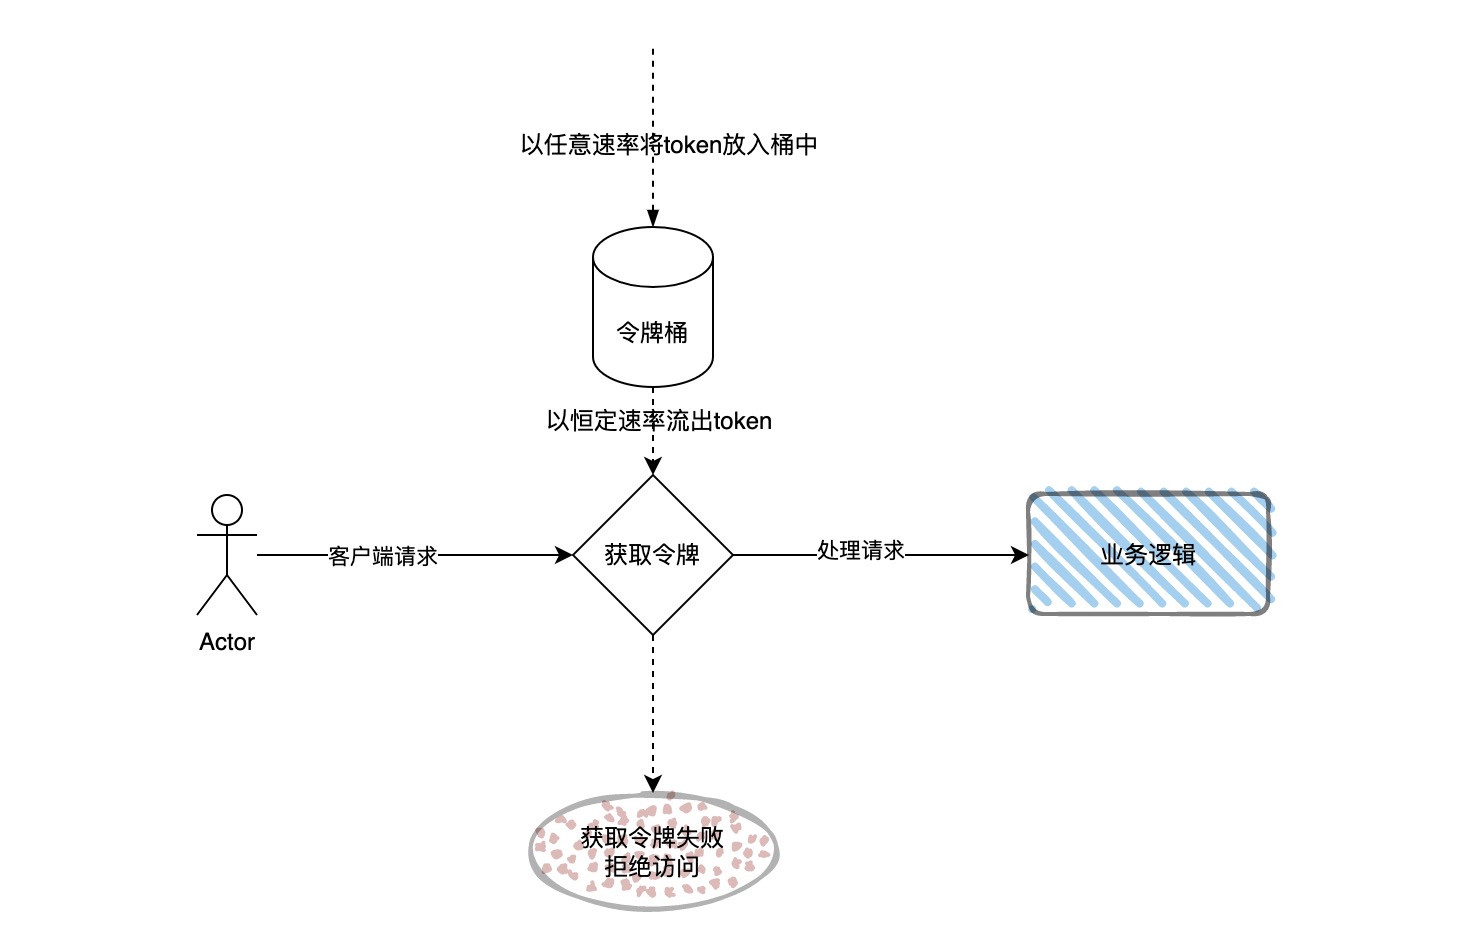 以任意速率将token放入桶中
令牌桶
以恒定速率流出token
客户端请求
获取令牌
处理请求
业务逻辑
Actor
获取令牌失败
拒绝访问